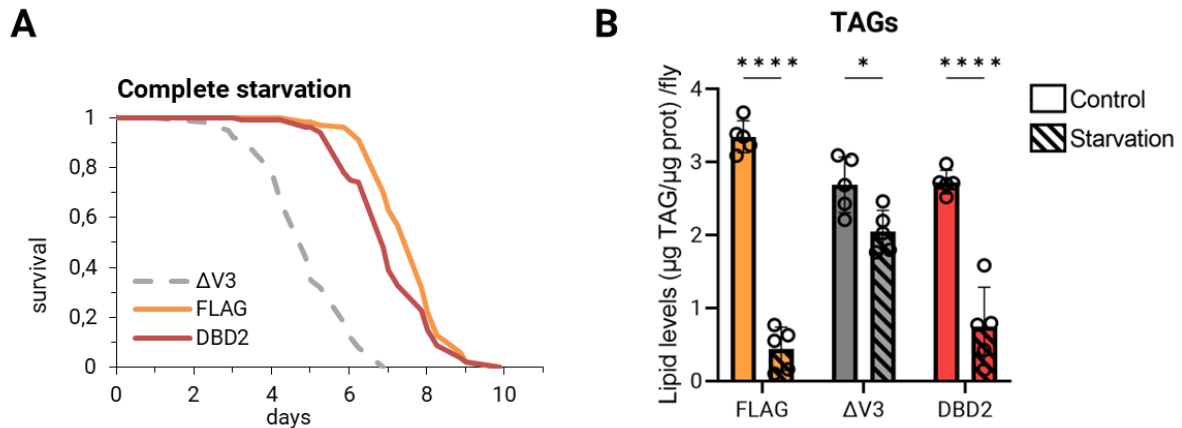 A
Complete starvation
survival
1
0,8
0,6
0,4
0,2
0
ΔV3
FLAG
DBD2
0 2 4 6 8 10
days
B
TAGs
**** * ****
Lipid levels (µg TAG/µg prot) /fly
4
3
2
1
0
FLAG ΔV3 DBD2
Control
Starvation